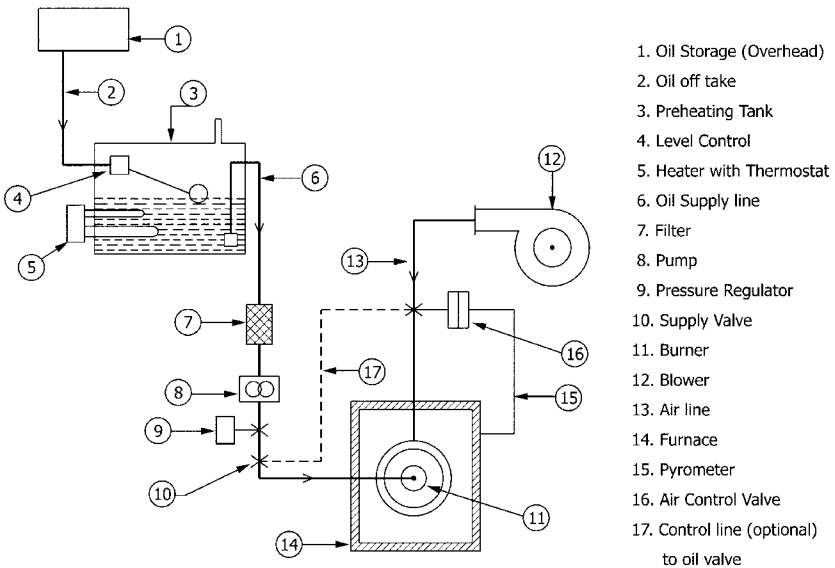 1
2
3
4
5
6
7
8
9
10
11
12
13
14
15
16
17
1. Oil Storage (Overhead)
2. Oil off take
3. Preheating Tank
4. Level Control
5. Heater with Thermostat
6. Oil Supply line
7. Filter
8. Pump
9. Pressure Regulator
10. Supply Valve
11. Burner
12. Blower
13. Air line
14. Furnace
15. Pyrometer
16. Air Control Valve
17. Control line (optional)
to oil valve